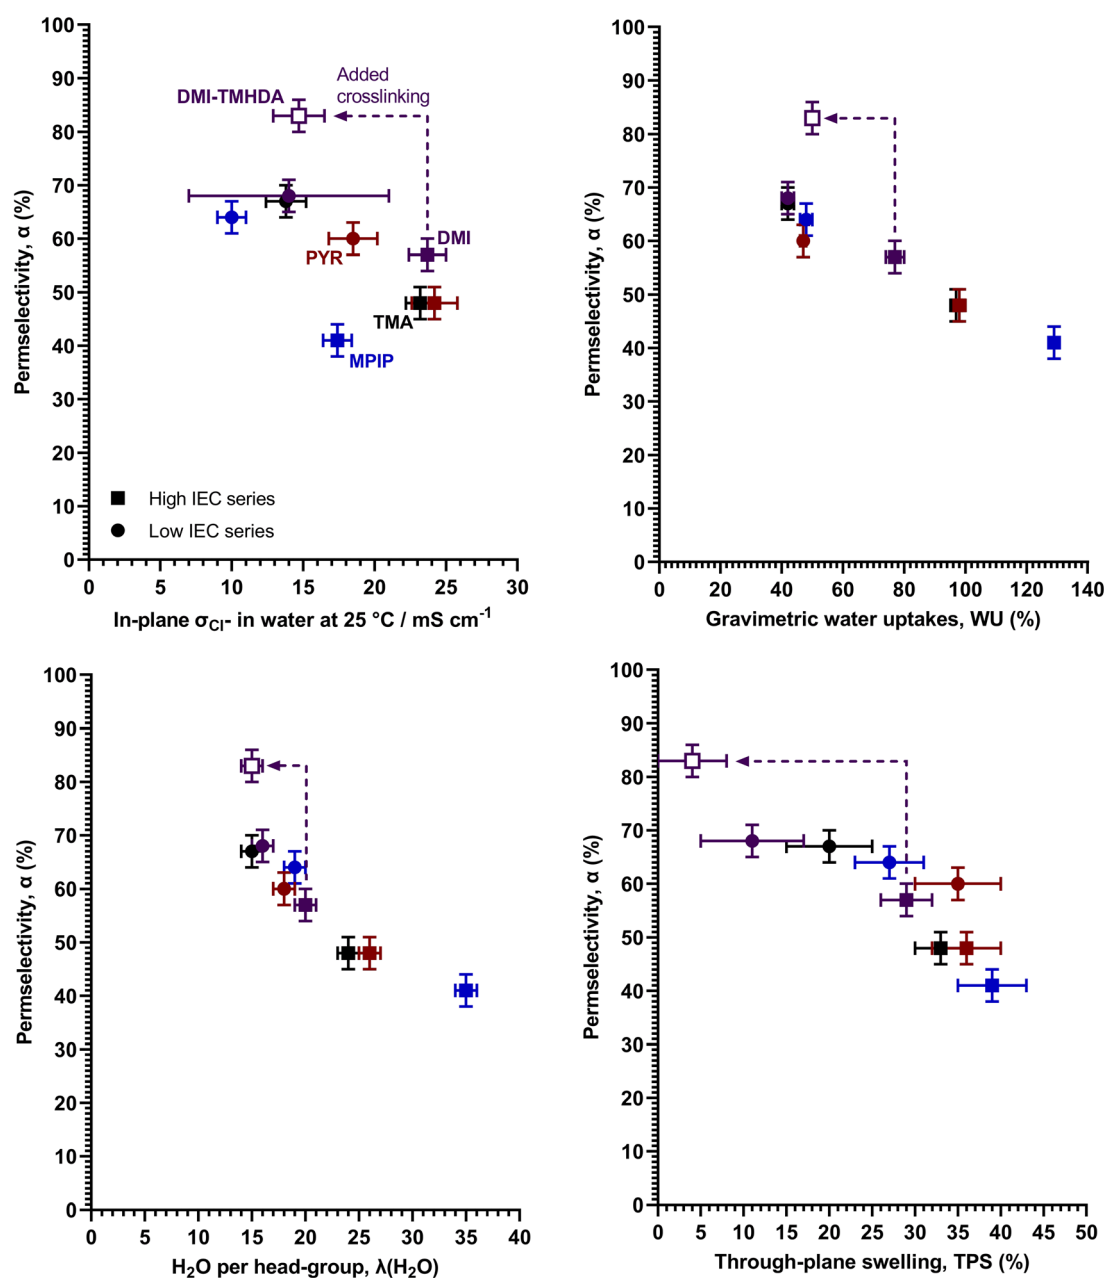 100
90
80
70
60
50
40
30
20
10
0
Permselectivity, α (%)
DMI-TMHDA
Added
crosslinking
DMI
PYR
TMA
MPIP
High IEC series
Low IEC series
0 5 10 15 20 25 30
In-plane σCl- in water at 25 °C / mS cm-1
100
90
80
70
60
50
40
30
20
10
0
Permselectivity, α (%)
0 20 40 60 80 100 120 140
Gravimetric water uptakes, WU (%)
100
90
80
70
60
50
40
30
20
10
0
Permselectivity, α (%)
0 5 10 15 20 25 30 35 40
H2O per head-group, λ(H2O)
100
90
80
70
60
50
40
30
20
10
0
Permselectivity, α (%)
0 5 10 15 20 25 30 35 40 45 50
Through-plane swelling, TPS (%)